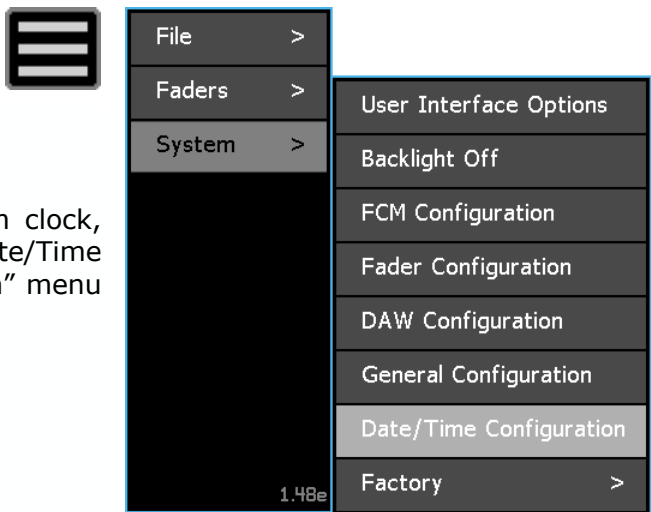 File >
Faders >
System >
1.48e
User Interface Options
Backlight Off
FCM Configuration
Fader Configuration
DAW Configuration
General Configuration
Date/Time Configuration
Factory >
clock,
te/Time
” menu